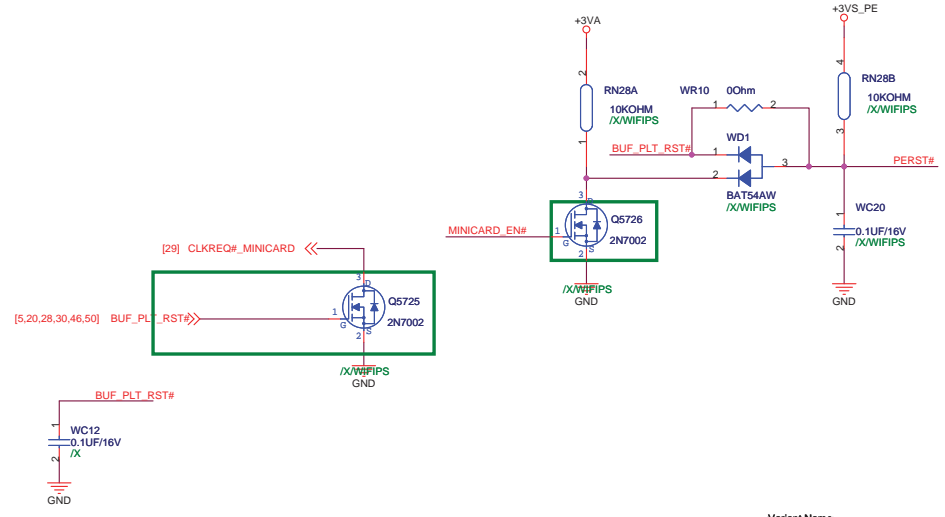 +3VS_PE
+3VA
4
2
RN28B
RN28A
WR10
0Ohm
10KOHM
/X/WIFIPS
10KOHM
/X/WIFIPS
1
2
3
1
BUF_PLT_RST#
1
WD1
3
PERST#
2
BAT54AW
/X/WIFIPS
3
D
Q5726
2N7002
MINICARD_EN#
1
G
S
2
1
WC20
0.1UF/16V
/X/WIFIPS
2
/X/WIFIPS
GND
GND
[29] CLKREQ#_MINICARD
3
D
Q5725
2N7002
[5,20,28,30,46,50] BUF_PLT_RST#
1
G
S
2
/X/WIFIPS
GND
BUF_PLT_RST#
1
WC12
0.1UF/16V
/X
2
GND